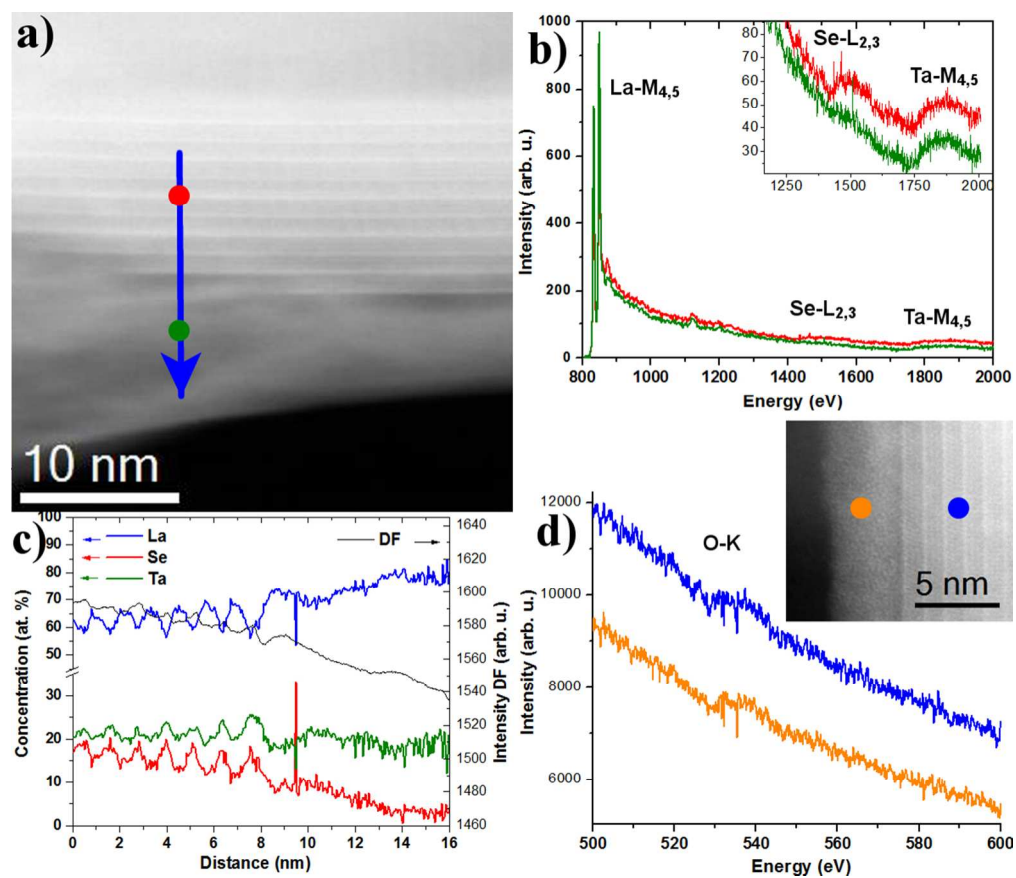 a)
10 nm
b)
La-M4,5
Se-L2,3
Ta-M4,5
Se-L2,3
Ta-M4,5
1000
800
600
400
200
0
80
70
60
50
40
30
1250
1500
1750
2000
800
1000
1200
1400
1600
1800
2000
Intensity (arb. u.)
Energy (eV)
c)
La
Se
Ta
DF
100
90
80
70
60
50
30
20
10
0
1640
1620
1600
1580
1560
1540
1520
1500
1480
1460
0
2
4
6
8
10
12
14
16
Concentration (at. %)
Intensity DF (arb. u.)
Distance (nm)
d)
O-K
5 nm
12000
10000
8000
6000
500
520
540
560
580
600
Intensity (arb. u.)
Energy (eV)